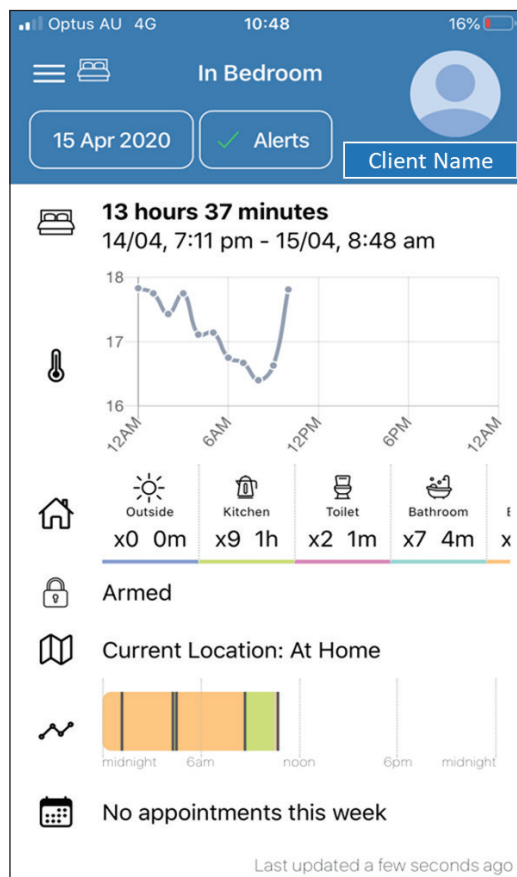 Optus AU 4G 10:48 16%
In Bedroom
15 Apr 2020 Alerts
Client Name
13 hours 37 minutes
14/04, 7:11 pm - 15/04, 8:48 am
18
17
16
12AM 6AM 12PM 6PM 12AM
Outside Kitchen Toilet Bathroom
x0 0m x9 1h x2 1m x7 4m x
Armed
Current Location: At Home
midnight 6am noon 6pm midnight
No appointments this week
Last updated a few seconds ago